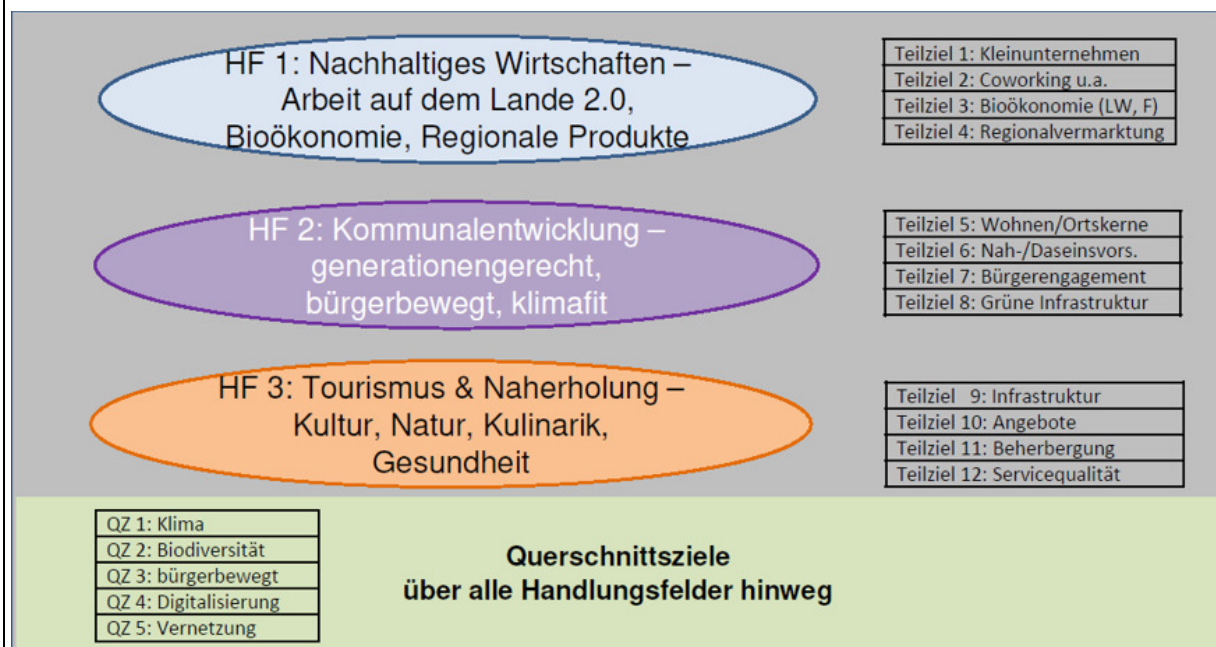 HF 1: Nachhaltiges Wirtschaften –
Arbeit auf dem Lande 2.0,
Bioökonomie, Regionale Produkte
Teilziel 1: Kleinunternehmen
Teilziel 2: Coworking u.a.
Teilziel 3: Bioökonomie (LW, F)
Teilziel 4: Regionalvermarktung
HF 2: Kommunalentwicklung –
generationengerecht,
bürgerbewegt, klimafit
Teilziel 5: Wohnen/Ortskerne
Teilziel 6: Nah-/Daseinsvors.
Teilziel 7: Bürgerengagement
Teilziel 8: Grüne Infrastruktur
HF 3: Tourismus & Naherholung –
Kultur, Natur, Kulinarik,
Gesundheit
Teilziel 9: Infrastruktur
Teilziel 10: Angebote
Teilziel 11: Beherbergung
Teilziel 12: Servicequalität
QZ 1: Klima
QZ 2: Biodiversität
QZ 3: bürgerbewegt
QZ 4: Digitalisierung
QZ 5: Vernetzung
Querschnittsziele
über alle Handlungsfelder hinweg